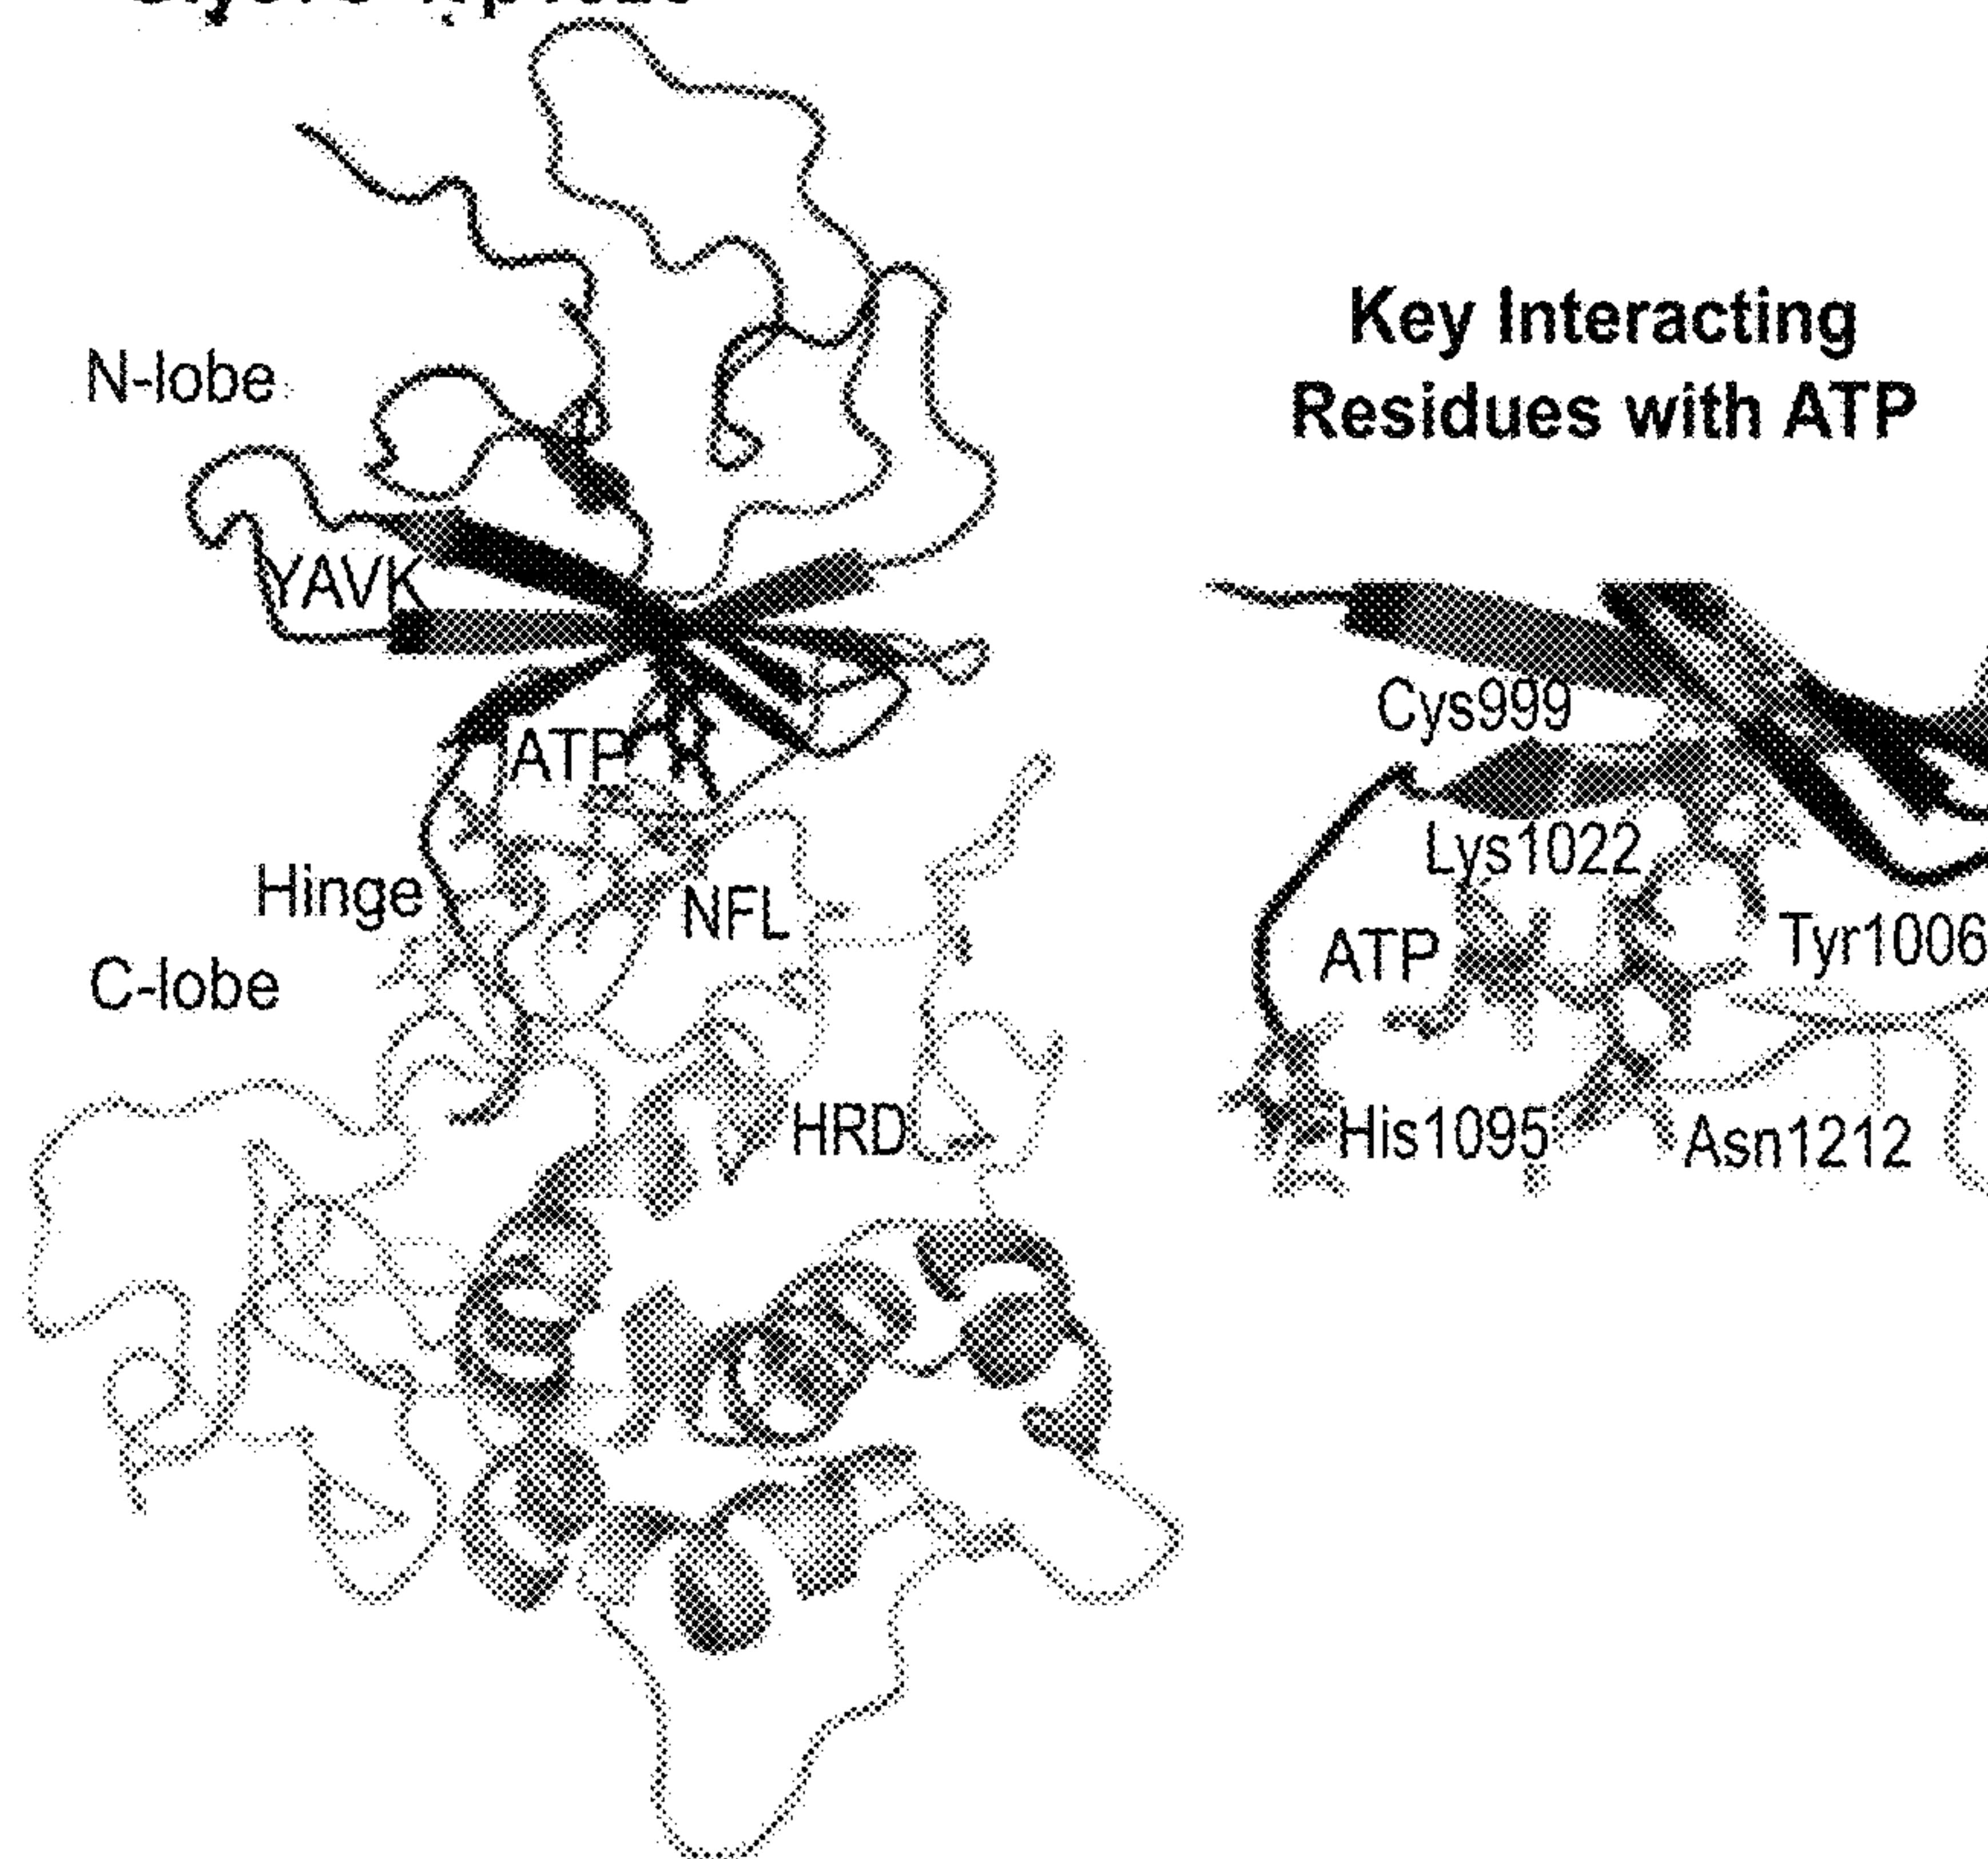 N-lobe
YAVK
ATP
Hinge
NFL
C-lobe
HRD
Key Interacting
Residues with ATP
Cys999
Lys1022
ATP
Tyr1006
His1095
Asn1212